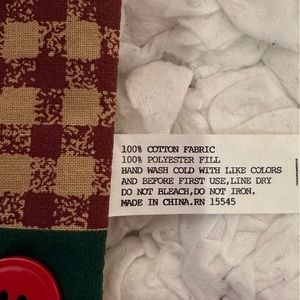 100% COTTON FABRIC
100% POLYESTER FILL
HAND WASH COLD WITH LIKE COLORS
AND BEFORE FIRST USE,LINE DRY
DO NOT BLEACH,DO NOT IRON.
MADE IN CHINA.RN 15545